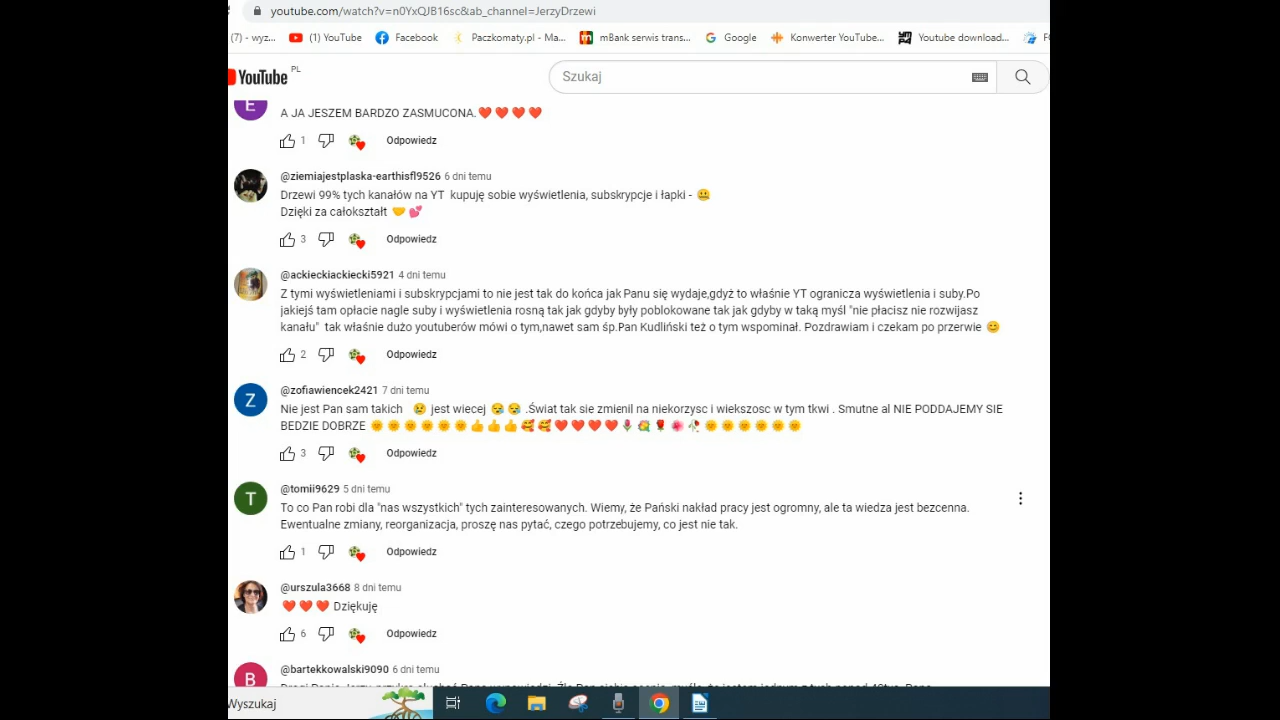 youtube.com/watch?v=n0YxQJB16sc&ab_channel=JerzyDrzewi
(7) - wyz... (1) YouTube Facebook Paczkomaty.pl - Ma... mBank serwis trans... Google Konwerter YouTube... Youtube download...
YouTube PL
Szukaj
E
A JA JESZEM BARDZO ZASMUCONA.❤️❤️❤️❤️
1 Odpowiedz
@ziemiajestplaska-earthisfl9526 6 dni temu
Drzewi 99% tych kanałów na YT kupuję sobie wyświetlenia, subskrypcje i łapki - 🤐
Dzięki za całokształt 🤝💕
3 Odpowiedz
@ackieckiackiecki5921 4 dni temu
Z tymi wyświetleniami i subskrypcjami to nie jest tak do końca jak Panu się wydaje,gdyż to właśnie YT ogranicza wyświetlenia i suby.Po
jakiejś tam opłacie nagle suby i wyświetlenia rosną tak jak gdyby były poblokowane tak jak gdyby w taką myśl "nie płacisz nie rozwijasz
kanału" tak właśnie dużo youtuberów mówi o tym,nawet sam śp.Pan Kudliński też o tym wspominał. Pozdrawiam i czekam po przerwie 😊
2 Odpowiedz
Z
@zofiawiencek2421 7 dni temu
Nie jest Pan sam takich 😢 jest wiecej 😪😪 .Świat tak sie zmienil na niekorzysc i wiekszosc w tym tkwi . Smutne al NIE PODDAJEMY SIE
BEDZIE DOBRZE 🌞🌞🌞🌞🌞🌞👍👍👍🥰🥰❤️❤️❤️❤️🌷💐🌹🌺🥀🌞🌞🌞🌞🌞🌞
3 Odpowiedz
T
@tomii9629 5 dni temu
To co Pan robi dla "nas wszystkich" tych zainteresowanych. Wiemy, że Pański nakład pracy jest ogromny, ale ta wiedza jest bezcenna.
Ewentualne zmiany, reorganizacja, proszę nas pytać, czego potrzebujemy, co jest nie tak.
1 Odpowiedz
@urszula3668 8 dni temu
❤️❤️❤️ Dziękuję
6 Odpowiedz
B
@bartekkowalski9090 6 dni temu
Wyszukaj